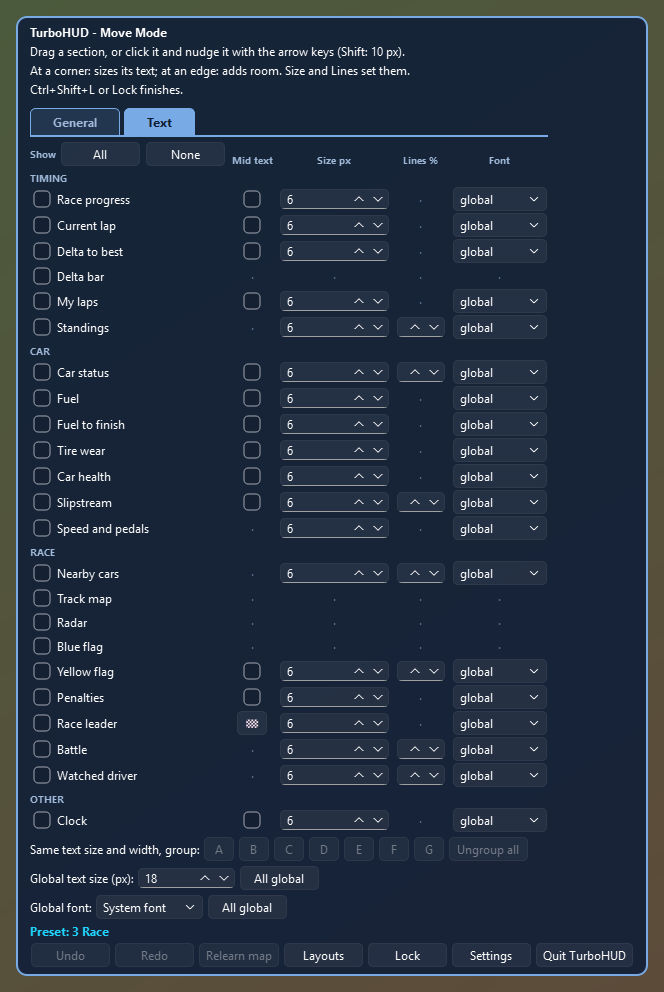 TurboHUD - Move Mode
Drag a section, or click it and nudge it with the arrow keys (Shift: 10 px).
At a corner: sizes its text; at an edge: adds room. Size and Lines set them.
Ctrl+Shift+L or Lock finishes.
General Text
Show All None Mid text Size px Lines % Font
TIMING
Race progress 6 global
Current lap 6 global
Delta to best 6 global
Delta bar
My laps 6 global
Standings 6 global
CAR
Car status 6 global
Fuel 6 global
Fuel to finish 6 global
Tire wear 6 global
Car health 6 global
Slipstream 6 global
Speed and pedals 6 global
RACE
Nearby cars 6 global
Track map
Radar
Blue flag
Yellow flag 6 global
Penalties 6 global
Race leader 6 global
Battle 6 global
Watched driver 6 global
OTHER
Clock 6 global
Same text size and width, group: A B C D E F G Ungroup all
Global text size (px): 18 All global
Global font: System font All global
Preset: 3 Race
Undo Redo Relearn map Layouts Lock Settings Quit TurboHUD